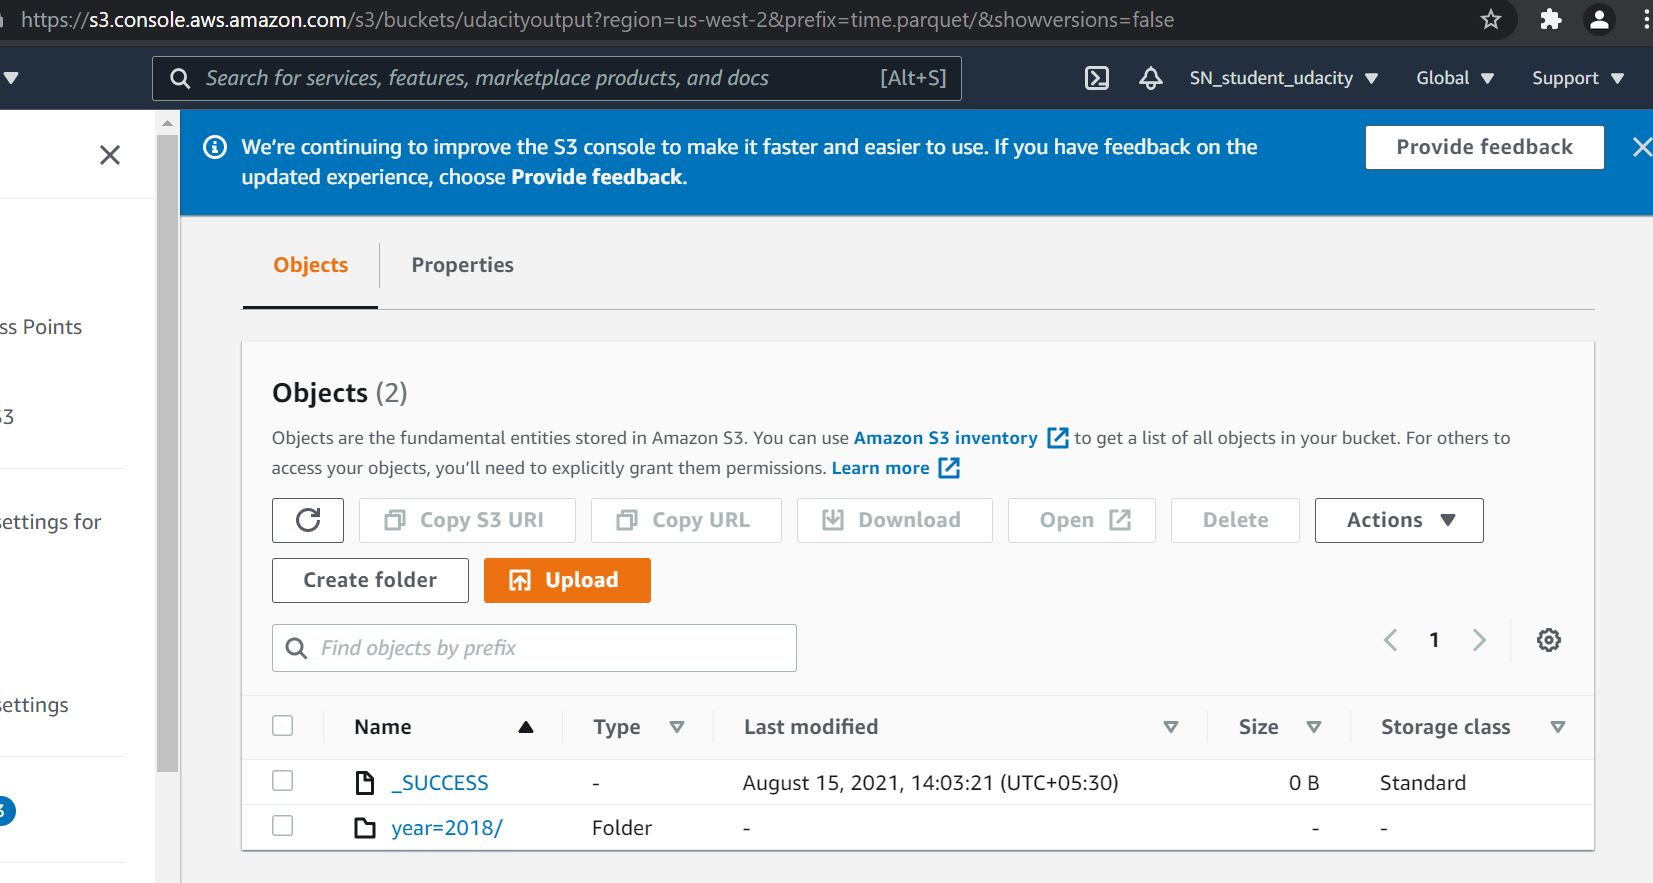 https://s3.console.aws.amazon.com/s3/buckets/udacityoutput?region=us-west-2&prefix=time.parquet/&showversions=false
Search for services, features, marketplace products, and docs [Alt+S] SN_student_udacity Global Support
We're continuing to improve the S3 console to make it faster and easier to use. If you have feedback on the
updated experience, choose Provide feedback.
Provide feedback
Objects Properties
ss Points
S3
settings for
settings
3
Objects (2)
Objects are the fundamental entities stored in Amazon S3. You can use Amazon S3 inventory to get a list of all objects in your bucket. For others to
access your objects, you'll need to explicitly grant them permissions. Learn more
Copy S3 URI Copy URL Download Open Delete Actions
Create folder Upload
Find objects by prefix 1
Name Type Last modified Size Storage class
_SUCCESS - August 15, 2021, 14:03:21 (UTC+05:30) 0 B Standard
year=2018/ Folder - - -